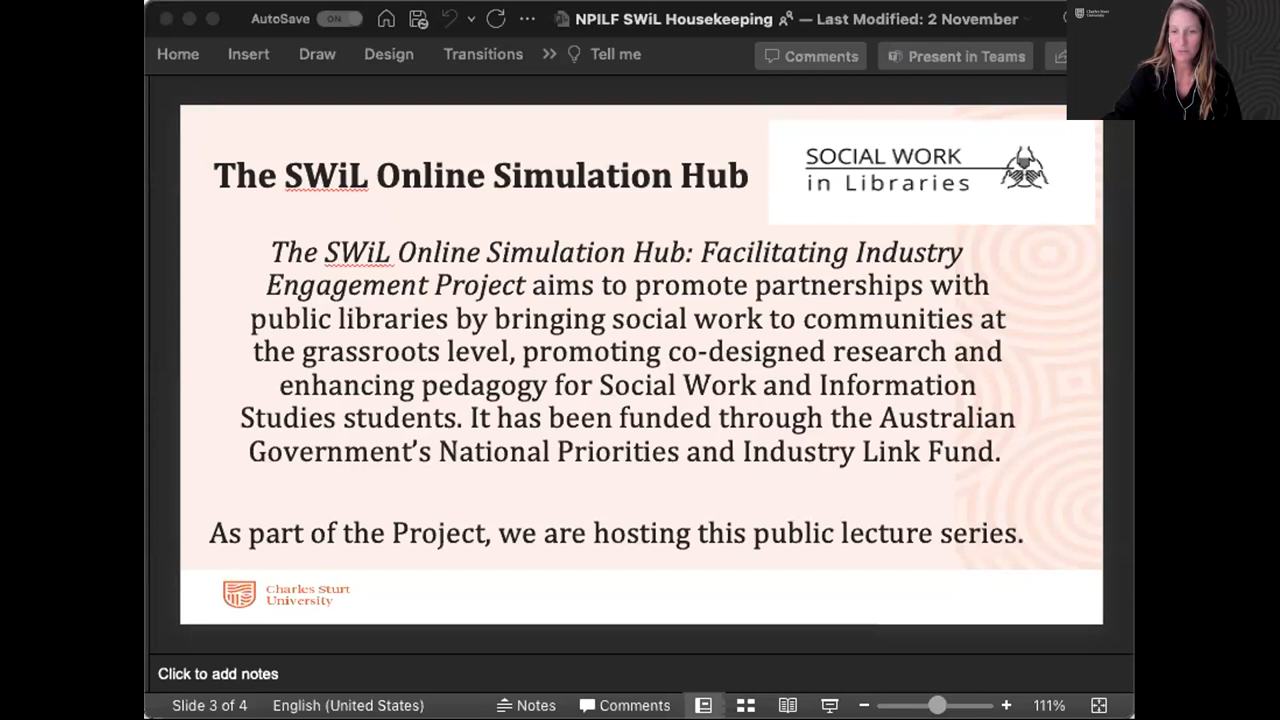 AutoSave ON NPILF SWiL Housekeeping — Last Modified: 2 November
Charles Sturt
University
Home Insert Draw Design Transitions Tell me Comments Present in Teams
The SWiL Online Simulation Hub
SOCIAL WORK
in Libraries
The SWiL Online Simulation Hub: Facilitating Industry
Engagement Project aims to promote partnerships with
public libraries by bringing social work to communities at
the grassroots level, promoting co-designed research and
enhancing pedagogy for Social Work and Information
Studies students. It has been funded through the Australian
Government’s National Priorities and Industry Link Fund.
As part of the Project, we are hosting this public lecture series.
Charles Sturt
University
Click to add notes
Slide 3 of 4 English (United States) Notes Comments 111%